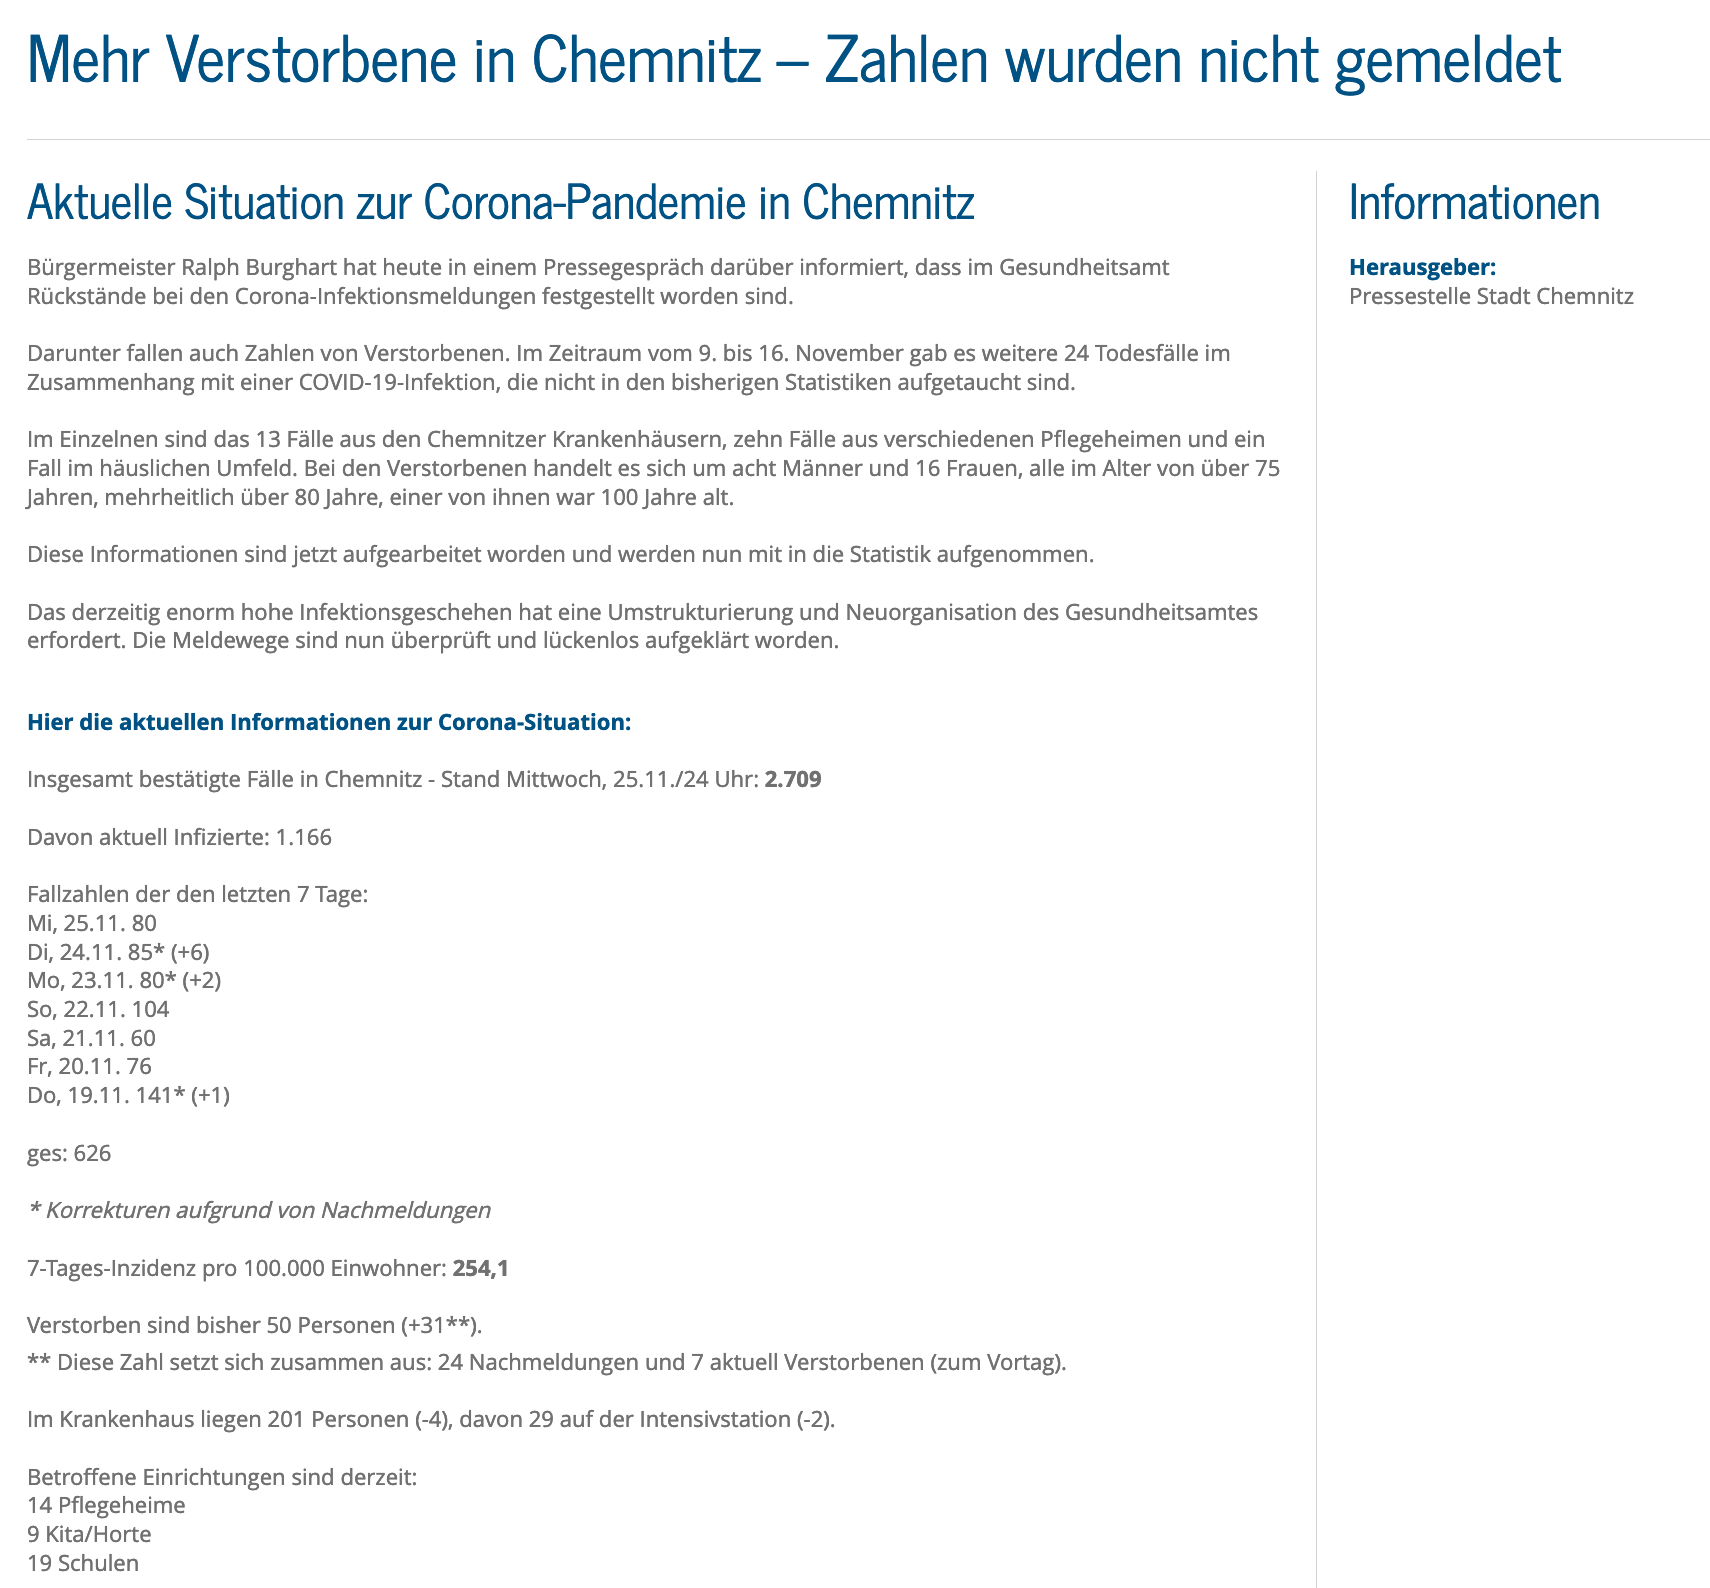 Mehr Verstorbene in Chemnitz – Zahlen wurden nicht gemeldet
Aktuelle Situation zur Corona-Pandemie in Chemnitz
Bürgermeister Ralph Burghart hat heute in einem Pressegespräch darüber informiert, dass im Gesundheitsamt
Rückstände bei den Corona-Infektionsmeldungen festgestellt worden sind.
Darunter fallen auch Zahlen von Verstorbenen. Im Zeitraum vom 9. bis 16. November gab es weitere 24 Todesfälle im
Zusammenhang mit einer COVID-19-Infektion, die nicht in den bisherigen Statistiken aufgetaucht sind.
Im Einzelnen sind das 13 Fälle aus den Chemnitzer Krankenhäusern, zehn Fälle aus verschiedenen Pflegeheimen und ein
Fall im häuslichen Umfeld. Bei den Verstorbenen handelt es sich um acht Männer und 16 Frauen, alle im Alter von über 75
Jahren, mehrheitlich über 80 Jahre, einer von ihnen war 100 Jahre alt.
Diese Informationen sind jetzt aufgearbeitet worden und werden nun mit in die Statistik aufgenommen.
Das derzeitig enorm hohe Infektionsgeschehen hat eine Umstrukturierung und Neuorganisation des Gesundheitsamtes
erfordert. Die Meldewege sind nun überprüft und lückenlos aufgeklärt worden.
Hier die aktuellen Informationen zur Corona-Situation:
Insgesamt bestätigte Fälle in Chemnitz - Stand Mittwoch, 25.11./24 Uhr: 2.709
Davon aktuell Infizierte: 1.166
Fallzahlen der den letzten 7 Tage:
Mi, 25.11. 80
Di, 24.11. 85* (+6)
Mo, 23.11. 80* (+2)
So, 22.11. 104
Sa, 21.11. 60
Fr, 20.11. 76
Do, 19.11. 141* (+1)
ges: 626
* Korrekturen aufgrund von Nachmeldungen
7-Tages-Inzidenz pro 100.000 Einwohner: 254,1
Verstorben sind bisher 50 Personen (+31**).
** Diese Zahl setzt sich zusammen aus: 24 Nachmeldungen und 7 aktuell Verstorbenen (zum Vortag).
Im Krankenhaus liegen 201 Personen (-4), davon 29 auf der Intensivstation (-2).
Betroffene Einrichtungen sind derzeit:
14 Pflegeheime
9 Kita/Horte
19 Schulen
Informationen
Herausgeber:
Pressestelle Stadt Chemnitz